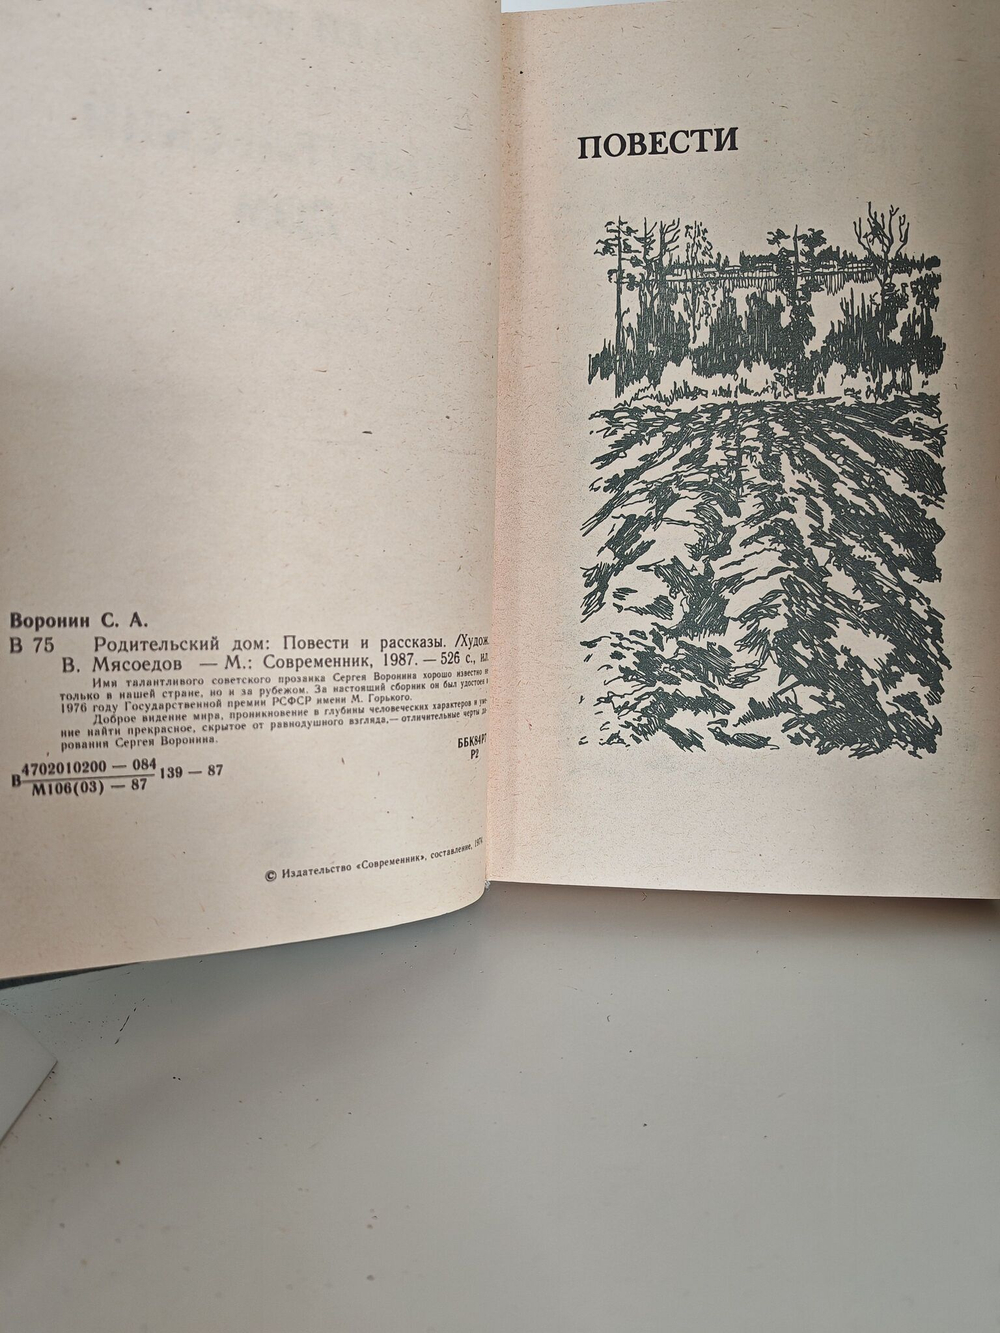 Воронин С. А.
В 75 Родительский дом: Повести и рассказы. /Худож.
В. Мясоедов — М.: Современник, 1987. — 526 с., ил.
Имя талантливого советского прозаика Сергея Воронина хорошо известно не
только в нашей стране, но и за рубежом. За настоящий сборник он был удостоен в
1976 году Государственной премии РСФСР имени М. Горького.
Доброе видение мира, проникновение в глубины человеческих характеров и уме-
ние найти прекрасное, скрытое от равнодушного взгляда,— отличительные черты да-
рования Сергея Воронина.
В 4702010200 — 084 139 — 87
М106(03) — 87
ББК84Р7
Р2
© Издательство «Современник», составление,
ПОВЕСТИ